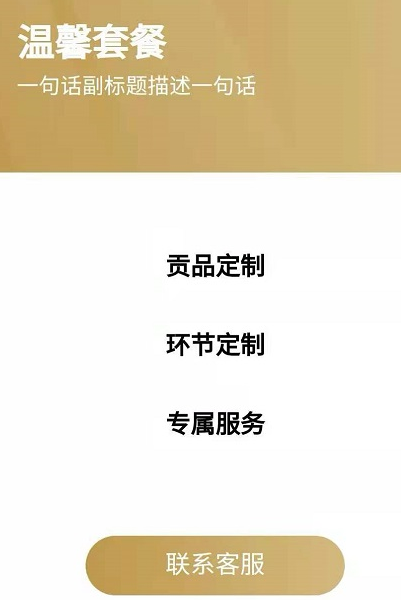 温馨套餐
一句话副标题描述一句话
贡品定制
环节定制
专属服务
联系客服